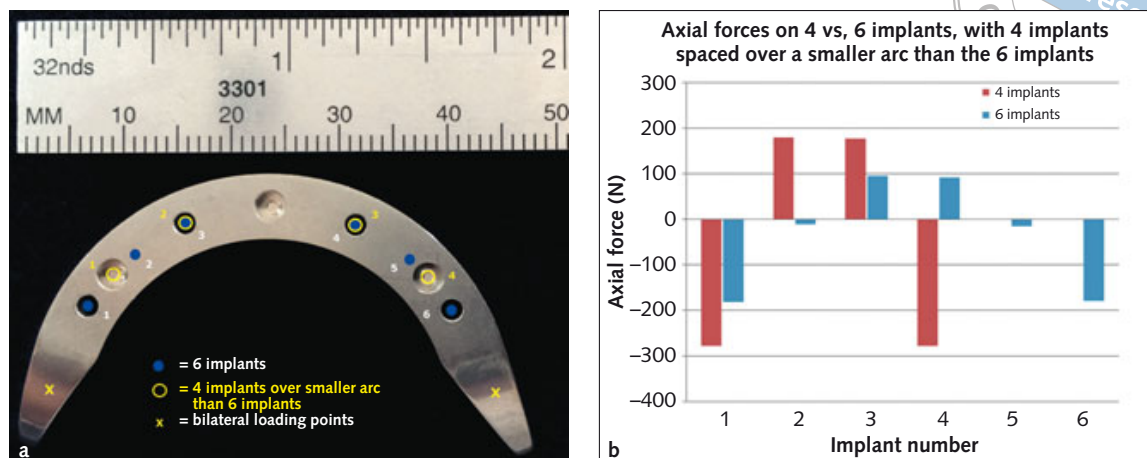 32nds
1
2
3301
MM
10
20
30
40
50
2
3
3
4
1
2
5
4
1
6
= 6 implants
= 4 implants over smaller arc
than 6 implants
x = bilateral loading points
a
Axial forces on 4 vs, 6 implants, with 4 implants
spaced over a smaller arc than the 6 implants
4 implants
6 implants
Axial force (N)
300
200
100
0
−100
−200
−300
−400
1 2 3 4 5 6
Implant number
b